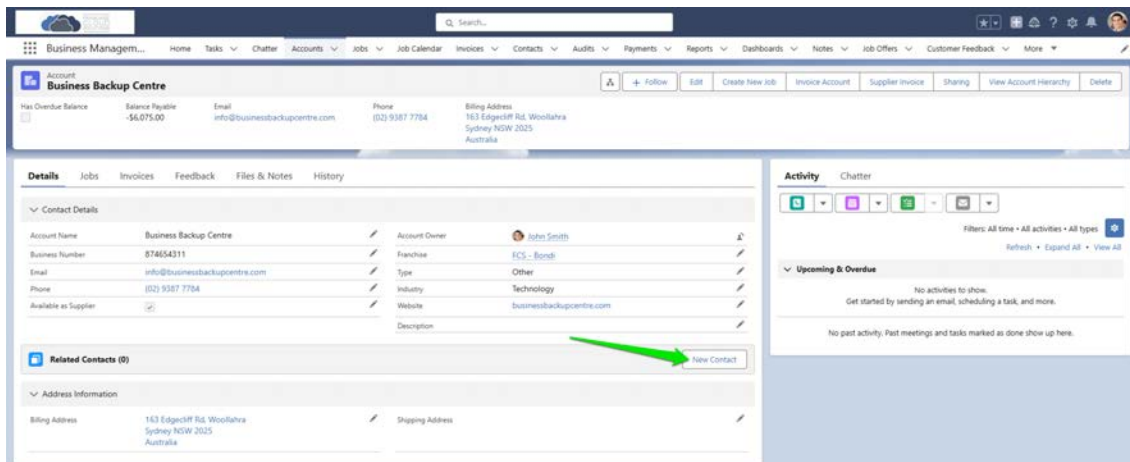 Search...
Business Managem... Home Tasks Chatter Accounts Jobs Job Calendar Invoices Contacts Audits Payments Reports Dashboards Notes Job Offers Customer Feedback More
Account
Business Backup Centre
+ Follow Edit Create New Job Invoice Account Supplier Invoice Sharing View Account Hierarchy Delete
Has Overdue Balance Balance Payable Email Phone Billing Address
-$6,075.00 info@businessbackupcentre.com (02) 9387 7784 163 Edgecliff Rd, Woollahra
Sydney NSW 2025
Australia
Details Jobs Invoices Feedback Files & Notes History
Activity Chatter
Contact Details
Account Name Business Backup Centre Account Owner John Smith
Business Number 874654311 Franchise FCS - Bondi
Email info@businessbackupcentre.com Type Other
Phone (02) 9387 7784 Industry Technology
Available as Supplier Website businessbackupcentre.com
Description
Related Contacts (0) New Contact
Address Information
Billing Address 163 Edgecliff Rd, Woollahra Shipping Address
Sydney NSW 2025
Australia
Filters: All time • All activities • All types
Refresh • Expand All • View All
Upcoming & Overdue
No activities to show.
Get started by sending an email, scheduling a task, and more.
No past activity. Past meetings and tasks marked as done show up here.